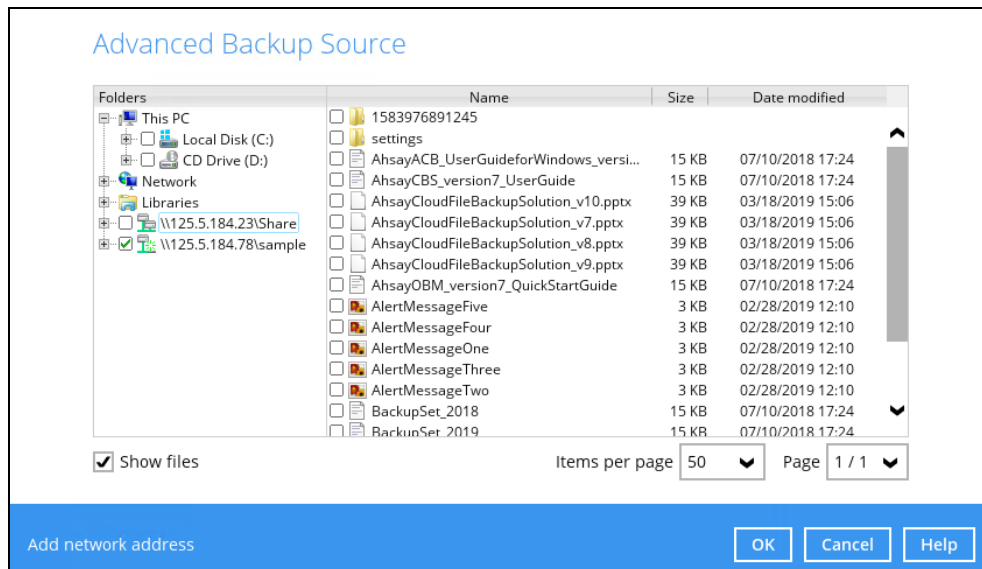 Advanced Backup Source
Folders
This PC
Local Disk (C:)
CD Drive (D:)
Network
Libraries
\\125.5.184.23\Share
\\125.5.184.78\sample
Name Size Date modified
1583976891245
settings
AhsayACB_UserGuideforWindows_versi... 15 KB 07/10/2018 17:24
AhsayCBS_version7_UserGuide 15 KB 07/10/2018 17:24
AhsayCloudFileBackupSolution_v10.pptx 39 KB 03/18/2019 15:06
AhsayCloudFileBackupSolution_v7.pptx 39 KB 03/18/2019 15:06
AhsayCloudFileBackupSolution_v8.pptx 39 KB 03/18/2019 15:06
AhsayCloudFileBackupSolution_v9.pptx 39 KB 03/18/2019 15:06
AhsayOBM_version7_QuickStartGuide 15 KB 07/10/2018 17:24
AlertMessageFive 3 KB 02/28/2019 12:10
AlertMessageFour 3 KB 02/28/2019 12:10
AlertMessageOne 3 KB 02/28/2019 12:10
AlertMessageThree 3 KB 02/28/2019 12:10
AlertMessageTwo 3 KB 02/28/2019 12:10
BackupSet_2018 15 KB 07/10/2018 17:24
BackupSet_2019 15 KB 07/10/2018 17:24
Show files
Items per page 50 Page 1 / 1
Add network address
OK Cancel Help